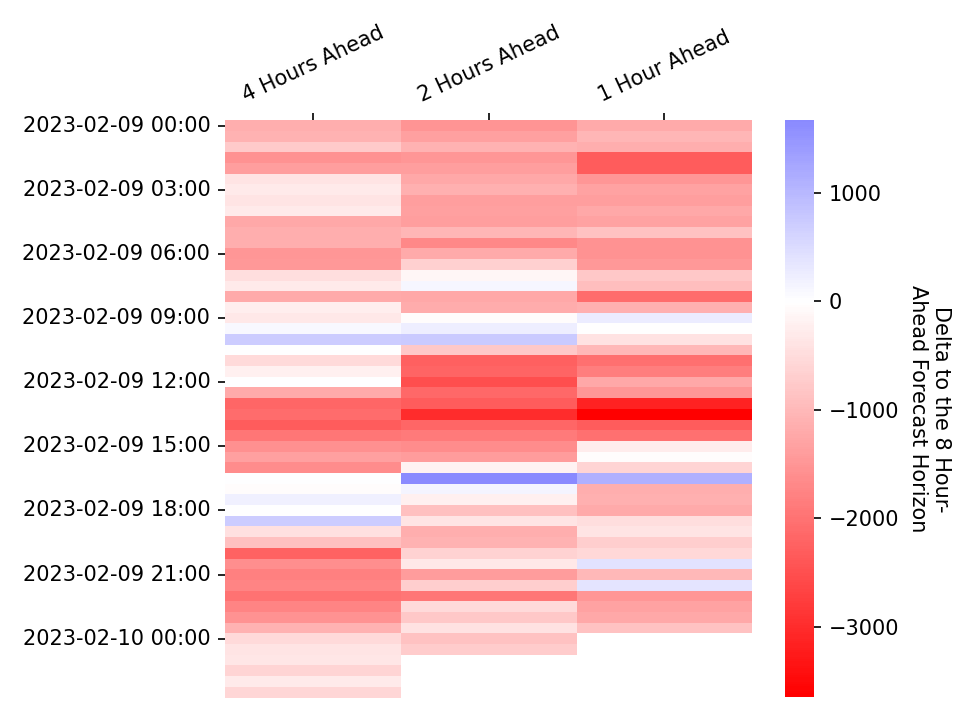 4 Hours Ahead
2 Hours Ahead
1 Hour Ahead
2023-02-09 00:00
2023-02-09 03:00
2023-02-09 06:00
2023-02-09 09:00
2023-02-09 12:00
2023-02-09 15:00
2023-02-09 18:00
2023-02-09 21:00
2023-02-10 00:00
1000
0
−1000
−2000
−3000
Delta to the 8 Hour-
Ahead Forecast Horizon